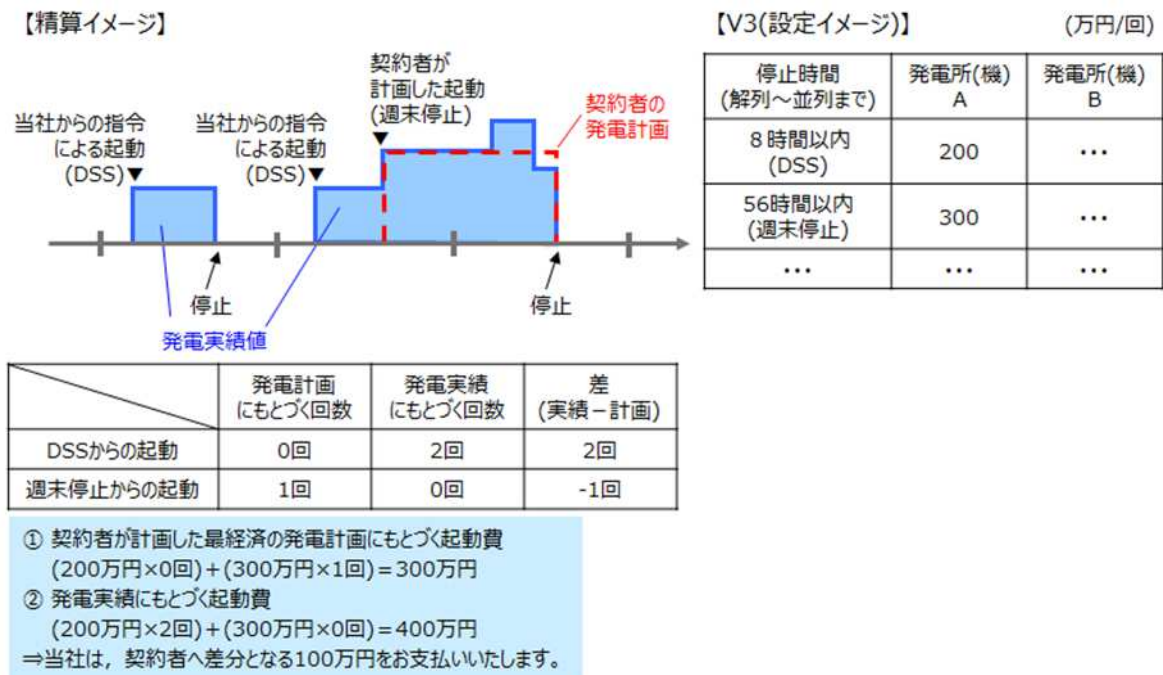 【精算イメージ】
当社からの指令
による起動
(DSS)▼
当社からの指令
による起動
(DSS)▼
契約者が
計画した起動
(週末停止)
▼
契約者の
発電計画
停止
停止
発電実績値
【V3(設定イメージ)】 (万円/回)
停止時間
(解列～並列まで)
発電所(機)
A
発電所(機)
B
8時間以内
(DSS)
200
…
56時間以内
(週末停止)
300
…
…
…
…
発電計画
にもとづく回数
発電実績
にもとづく回数
差
(実績－計画)
DSSからの起動 0回 2回 2回
週末停止からの起動 1回 0回 -1回
① 契約者が計画した最経済の発電計画にもとづく起動費
(200万円×0回)+(300万円×1回)=300万円
② 発電実績にもとづく起動費
(200万円×2回)+(300万円×0回)=400万円
⇒当社は，契約者へ差分となる100万円をお支払いいたします。